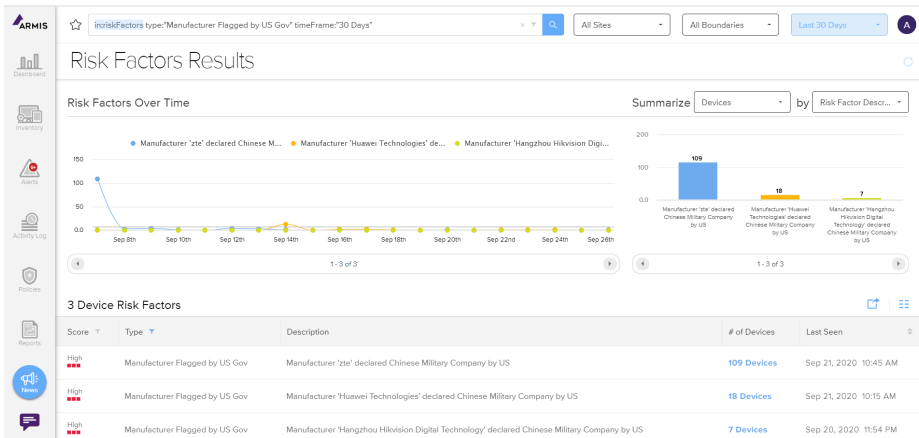 ARMIS
in:riskFactors type:"Manufacturer Flagged by US Gov" timeFrame:"30 Days"
All Sites
All Boundaries
Last 30 Days
A
Risk Factors Results
Dashboard
Inventory
9+
Alerts
Activity Log
Policies
Reports
News
Risk Factors Over Time
Manufacturer 'zte' declared Chinese M...
Manufacturer 'Huawei Technologies' de...
Manufacturer 'Hangzhou Hikvision Digi...
150
100
50
0.0
Sep 8th Sep 10th Sep 12th Sep 14th Sep 16th Sep 18th Sep 20th Sep 22nd Sep 24th Sep 26th
1 - 3 of 3
Summarize Devices by Risk Factor Descr...
200
100
0.0
109
18
7
Manufacturer 'zte' declared
Chinese Military Company
by US
Manufacturer 'Huawei
Technologies' declared
Chinese Military Company
by US
Manufacturer 'Hangzhou
Hikvision Digital
Technology' declared
Chinese Military Company
by US
1 - 3 of 3
3 Device Risk Factors
Score Type Description # of Devices Last Seen
High Manufacturer Flagged by US Gov Manufacturer 'zte' declared Chinese Military Company by US 109 Devices Sep 21, 2020 10:45 AM
High Manufacturer Flagged by US Gov Manufacturer 'Huawei Technologies' declared Chinese Military Company by US 18 Devices Sep 21, 2020 10:15 AM
High Manufacturer Flagged by US Gov Manufacturer 'Hangzhou Hikvision Digital Technology' declared Chinese Military Company by US 7 Devices Sep 20, 2020 11:54 PM